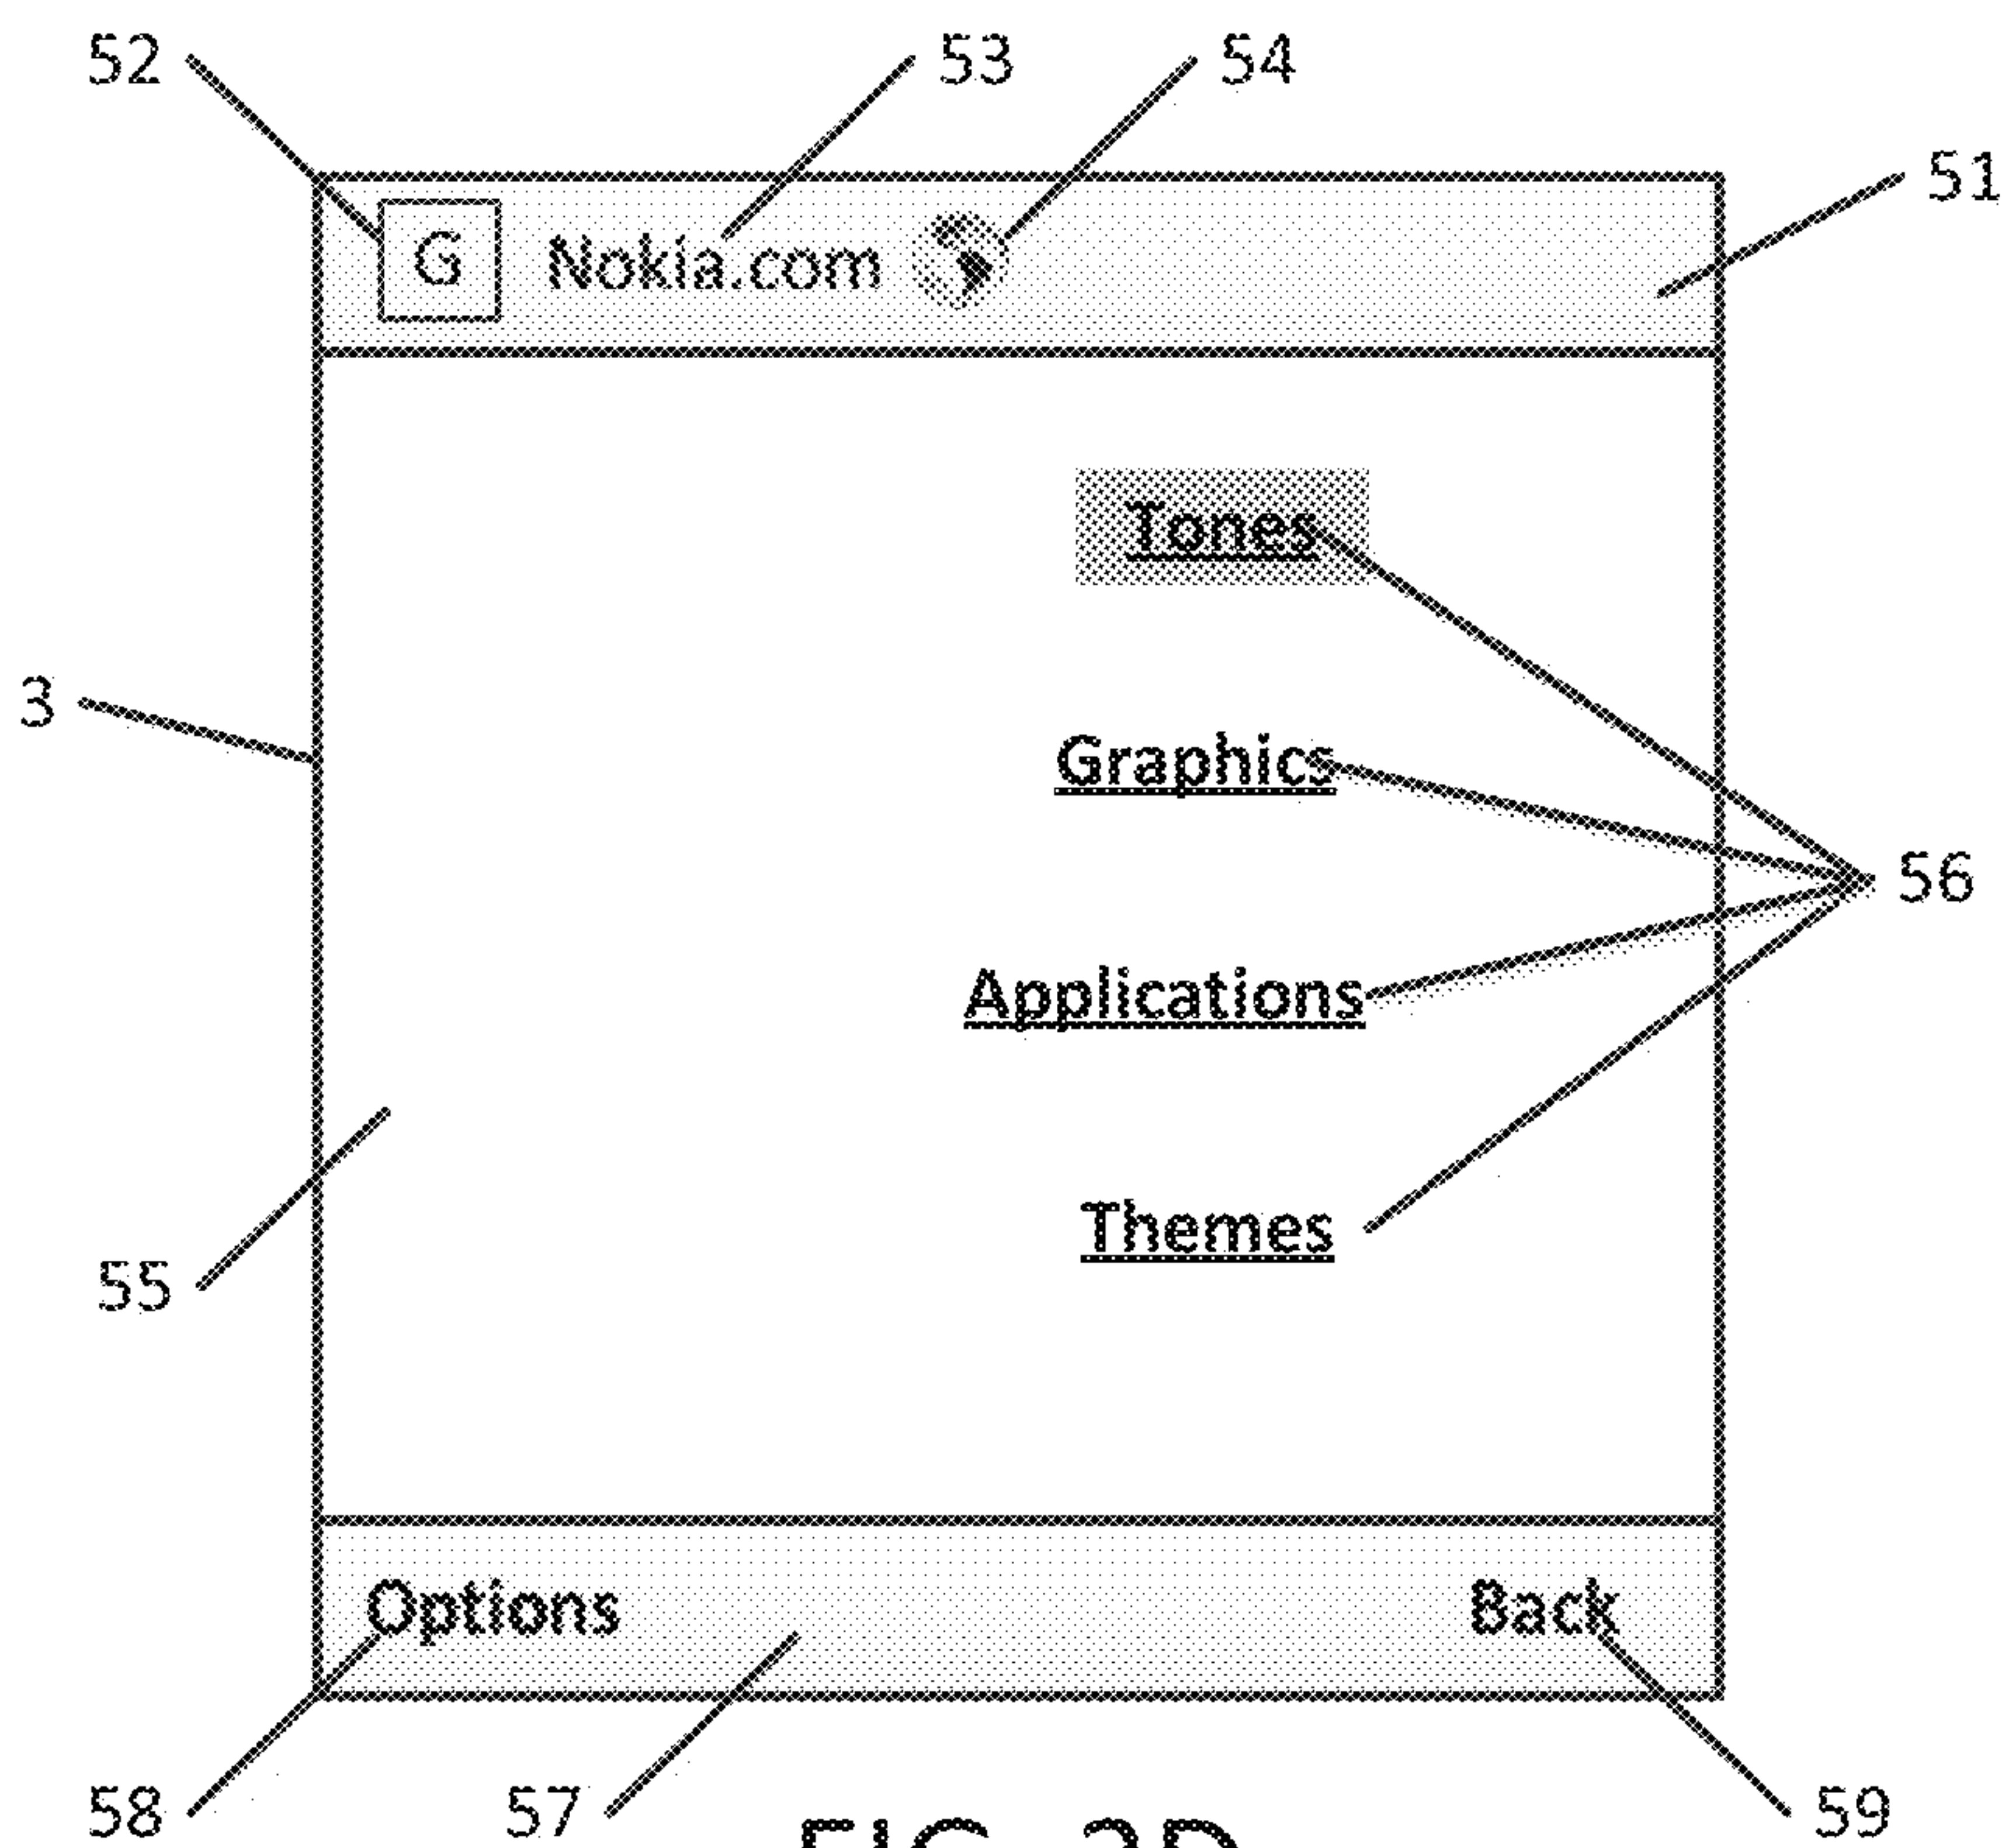 52 53 54
51
G Nokia.com
Tones
3
Graphics
56
Applications
Themes
55
Options Back
58 57 59